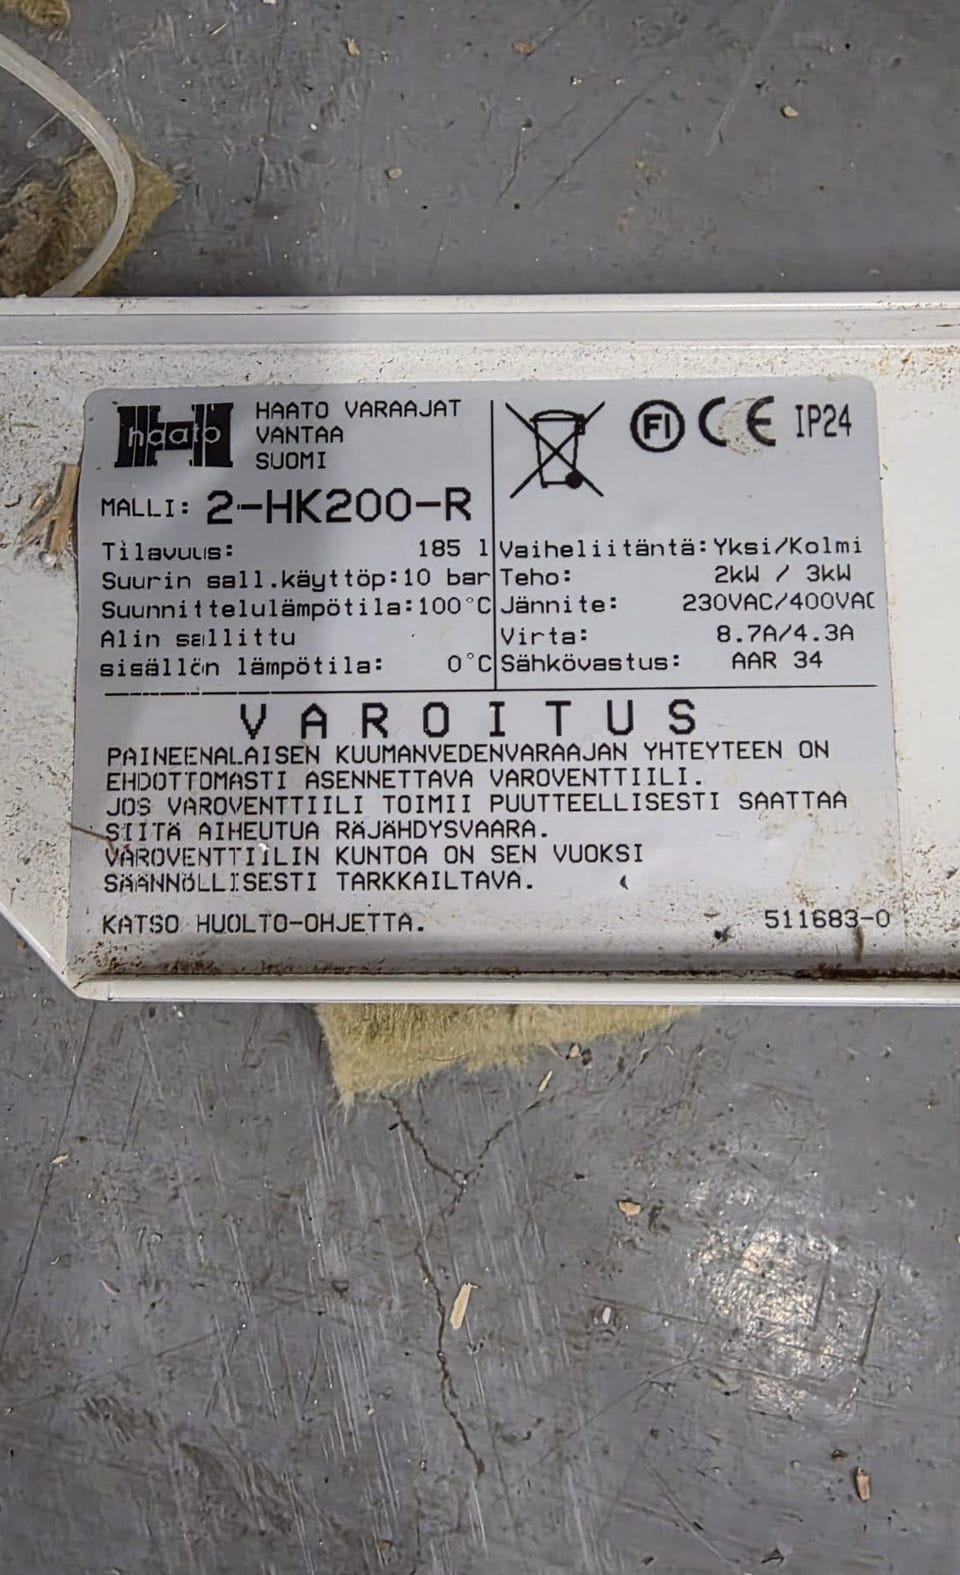 haato
HAATO VARAAJAT
VANTAA
SUOMI
MALLI: 2-HK200-R
Tilavuus: 185 l
Suurin sall.käyttöp:10 bar
Suunnittelulämpötila:100°C
Alin sallittu
sisällön lämpötila: 0°C
FI CE IP24
Vaiheliitäntä:Yksi/Kolmi
Teho: 2kW / 3kW
Jännite: 230VAC/400VAC
Virta: 8.7A/4.3A
Sähkövastus: AAR 34
VAROITUS
PAINEENALAISEN KUUMANVEDENVARAAJAN YHTEYTEEN ON
EHDOTTOMASTI ASENNETTAVA VAROVENTTIILI.
JOS VAROVENTTIILI TOIMII PUUTTEELLISESTI SAATTAA
SIITÄ AIHEUTUA RÄJÄHDYSVAARA.
VAROVENTTIILIN KUNTOA ON SEN VUOKSI
SÄÄNNÖLLISESTI TARKKAILTAVA.
KATSO HUOLTO-OHJETTA.
511683-0